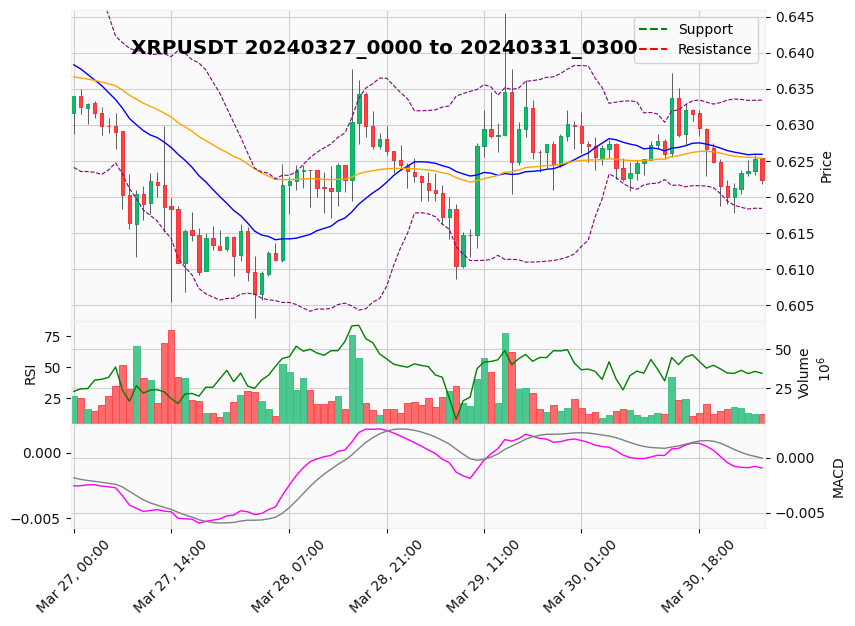 XRPUSDT 20240327_0000 to 20240331_0300
Support
Resistance
0.645
0.640
0.635
0.630
0.625
0.620
0.615
0.610
0.605
Price
75
50
25
RSI
50
25
Volume
10^6
0.000
−0.005
0.000
−0.005
MACD
Mar 27, 00:00
Mar 27, 14:00
Mar 28, 07:00
Mar 28, 21:00
Mar 29, 11:00
Mar 30, 01:00
Mar 30, 18:00